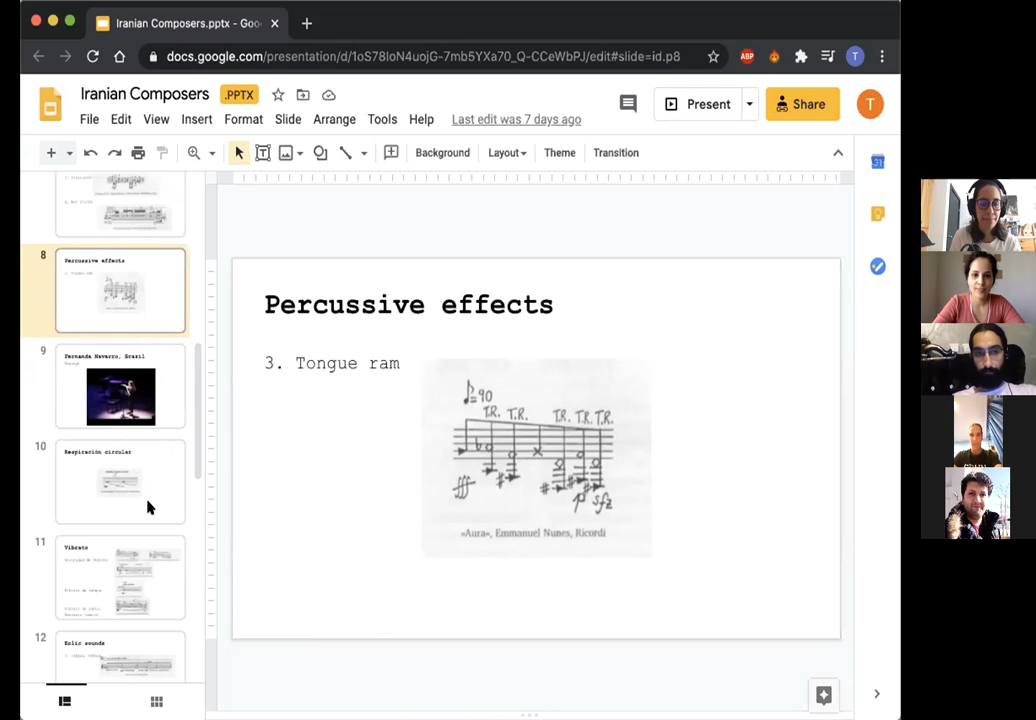 Iranian Composers.pptx - Goo
docs.google.com/presentation/d/1oS78loN4uojG-7mb5YXa70_Q-CCeWbPJ/edit#slide=id.p8
ABP
T
Iranian Composers
.PPTX
File Edit View Insert Format Slide Arrange Tools Help
Last edit was 7 days ago
Present
Share
T
Background
Layout
Theme
Transition
31
8
Percussive effects
9
Fernanda Navarro, Brazil
10
Respiración circular
11
Vibrato
12
Eolic sounds
Percussive effects
3. Tongue ram
=90
T.R. T.R. T.R. T.R. T.R.
fff
p sfz
»Aura«, Emmanuel Nunes, Ricordi